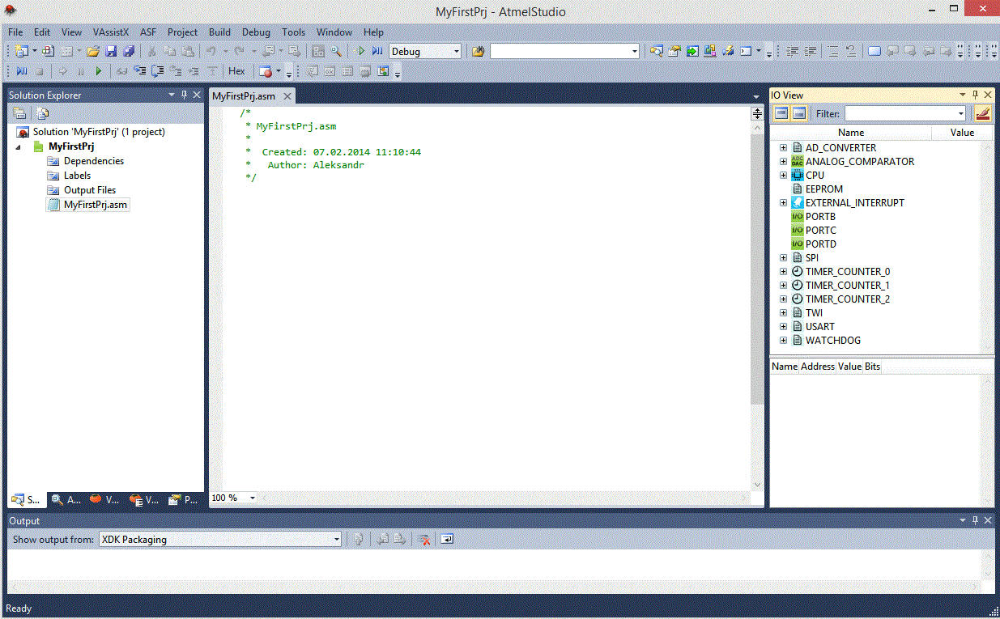 MyFirstPrj - AtmelStudio
File Edit View VAssistX ASF Project Build Debug Tools Window Help
Debug
Hex
Solution Explorer
Solution 'MyFirstPrj' (1 project)
MyFirstPrj
Dependencies
Labels
Output Files
MyFirstPrj.asm
S... A... V... V... P...
MyFirstPrj.asm
/*
* MyFirstPrj.asm
*
* Created: 07.02.2014 11:10:44
* Author: Aleksandr
*/
100 %
IO View
Filter:
Name Value
AD_CONVERTER
ADC DAC ANALOG_COMPARATOR
CPU
EEPROM
EXTERNAL_INTERRUPT
I/O PORTB
I/O PORTC
I/O PORTD
SPI
TIMER_COUNTER_0
TIMER_COUNTER_1
TIMER_COUNTER_2
TWI
USART
WATCHDOG
Name Address Value Bits
Output
Show output from: XDK Packaging
Ready